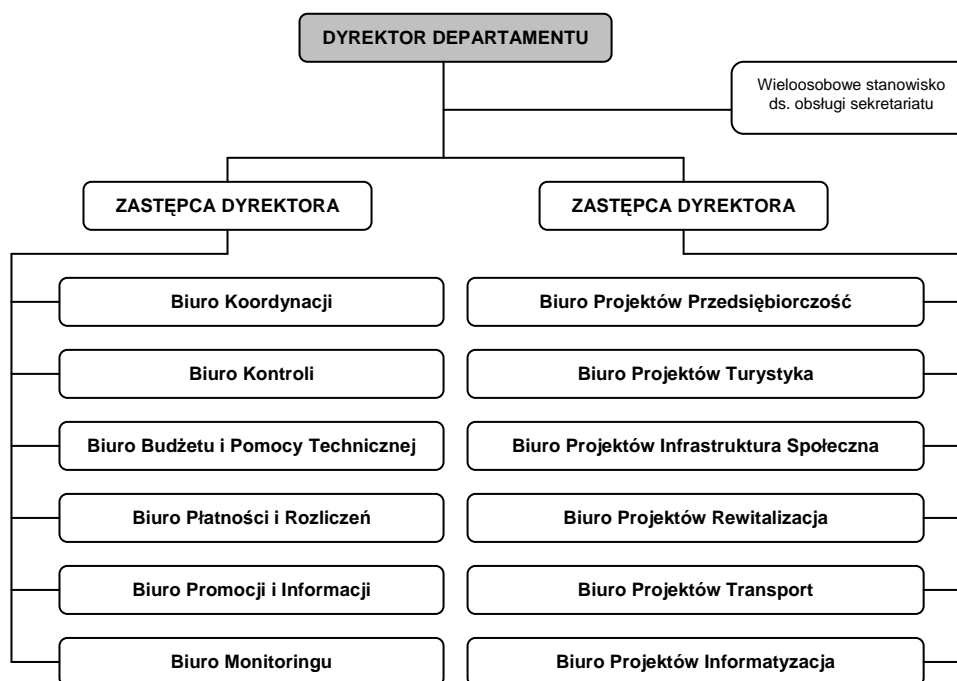 DYREKTOR DEPARTAMENTU
Wieloosobowe stanowisko
ds. obsługi sekretariatu
ZASTĘPCA DYREKTORA
ZASTĘPCA DYREKTORA
Biuro Koordynacji
Biuro Projektów Przedsiębiorczość
Biuro Kontroli
Biuro Projektów Turystyka
Biuro Budżetu i Pomocy Technicznej
Biuro Projektów Infrastruktura Społeczna
Biuro Płatności i Rozliczeń
Biuro Projektów Rewitalizacja
Biuro Promocji i Informacji
Biuro Projektów Transport
Biuro Monitoringu
Biuro Projektów Informatyzacja